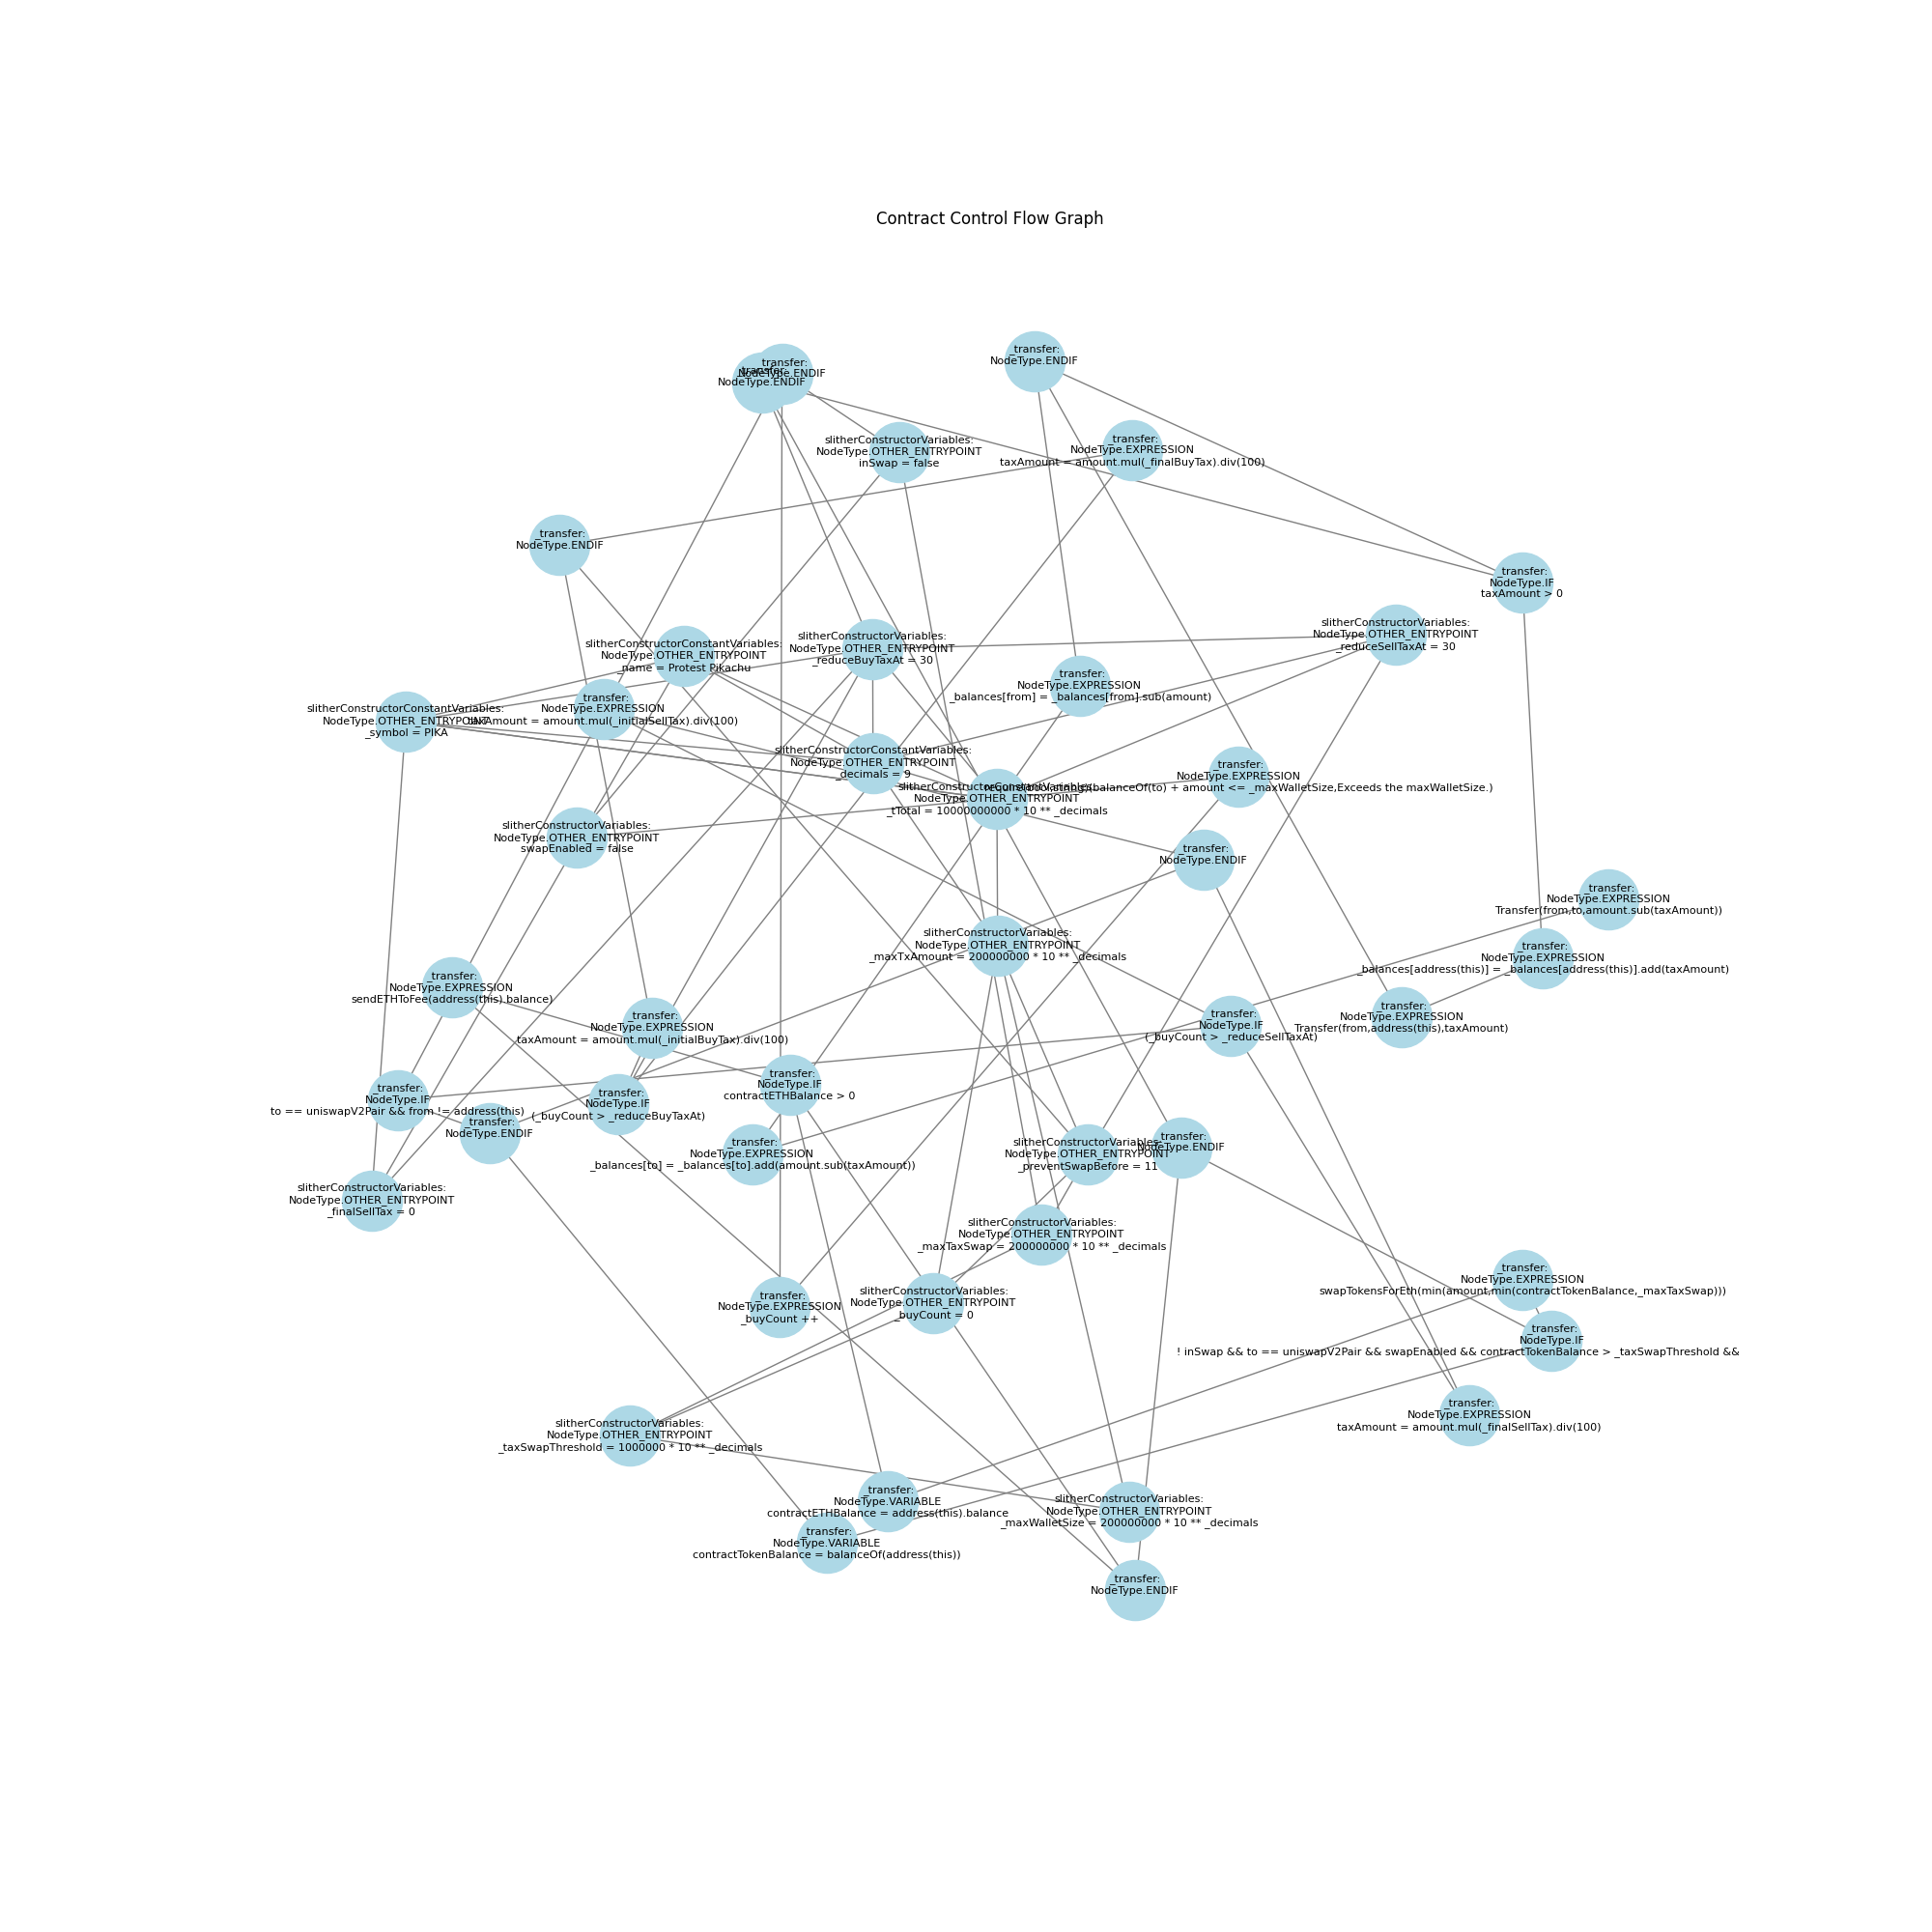 Contract Control Flow Graph
_transfer:
NodeType.ENDIF
_transfer:
NodeType.ENDIF
_transfer:
NodeType.ENDIF
slitherConstructorVariables:
NodeType.OTHER_ENTRYPOINT
inSwap = false
_transfer:
NodeType.EXPRESSION
taxAmount = amount.mul(_finalBuyTax).div(100)
_transfer:
NodeType.ENDIF
_transfer:
NodeType.IF
taxAmount > 0
slitherConstructorVariables:
NodeType.OTHER_ENTRYPOINT
_reduceSellTaxAt = 30
slitherConstructorVariables:
NodeType.OTHER_ENTRYPOINT
_reduceBuyTaxAt = 30
slitherConstructorConstantVariables:
NodeType.OTHER_ENTRYPOINT
_name = Protest Pikachu
_transfer:
NodeType.EXPRESSION
_balances[from] = _balances[from].sub(amount)
_transfer:
NodeType.EXPRESSION
taxAmount = amount.mul(_initialSellTax).div(100)
slitherConstructorConstantVariables:
NodeType.OTHER_ENTRYPOINT
_symbol = PIKA
slitherConstructorConstantVariables:
NodeType.OTHER_ENTRYPOINT
_decimals = 9
_transfer:
NodeType.EXPRESSION
require(bool,string)(balanceOf(to) + amount <= _maxWalletSize,Exceeds the maxWalletSize.)
slitherConstructorConstantVariables:
NodeType.OTHER_ENTRYPOINT
_tTotal = 10000000000 * 10 ** _decimals
slitherConstructorVariables:
NodeType.OTHER_ENTRYPOINT
swapEnabled = false
_transfer:
NodeType.ENDIF
_transfer:
NodeType.EXPRESSION
Transfer(from,to,amount.sub(taxAmount))
slitherConstructorVariables:
NodeType.OTHER_ENTRYPOINT
_maxTxAmount = 200000000 * 10 ** _decimals
_transfer:
NodeType.EXPRESSION
_balances[address(this)] = _balances[address(this)].add(taxAmount)
_transfer:
NodeType.EXPRESSION
sendETHToFee(address(this).balance)
_transfer:
NodeType.EXPRESSION
Transfer(from,address(this),taxAmount)
_transfer:
NodeType.IF
(_buyCount > _reduceSellTaxAt)
_transfer:
NodeType.EXPRESSION
taxAmount = amount.mul(_initialBuyTax).div(100)
_transfer:
NodeType.IF
contractETHBalance > 0
_transfer:
NodeType.IF
to == uniswapV2Pair && from != address(this)
_transfer:
NodeType.IF
(_buyCount > _reduceBuyTaxAt)
_transfer:
NodeType.ENDIF
_transfer:
NodeType.EXPRESSION
_balances[to] = _balances[to].add(amount.sub(taxAmount))
slitherConstructorVariables:
NodeType.OTHER_ENTRYPOINT
_preventSwapBefore = 11
_transfer:
NodeType.ENDIF
slitherConstructorVariables:
NodeType.OTHER_ENTRYPOINT
_finalSellTax = 0
slitherConstructorVariables:
NodeType.OTHER_ENTRYPOINT
_maxTaxSwap = 200000000 * 10 ** _decimals
_transfer:
NodeType.EXPRESSION
swapTokensForEth(min(amount,min(contractTokenBalance,_maxTaxSwap)))
slitherConstructorVariables:
NodeType.OTHER_ENTRYPOINT
_buyCount = 0
_transfer:
NodeType.EXPRESSION
_buyCount ++
_transfer:
NodeType.IF
! inSwap && to == uniswapV2Pair && swapEnabled && contractTokenBalance > _taxSwapThreshold &&
_transfer:
NodeType.EXPRESSION
taxAmount = amount.mul(_finalSellTax).div(100)
slitherConstructorVariables:
NodeType.OTHER_ENTRYPOINT
_taxSwapThreshold = 1000000 * 10 ** _decimals
_transfer:
NodeType.VARIABLE
contractETHBalance = address(this).balance
slitherConstructorVariables:
NodeType.OTHER_ENTRYPOINT
_maxWalletSize = 200000000 * 10 ** _decimals
_transfer:
NodeType.VARIABLE
contractTokenBalance = balanceOf(address(this))
_transfer:
NodeType.ENDIF